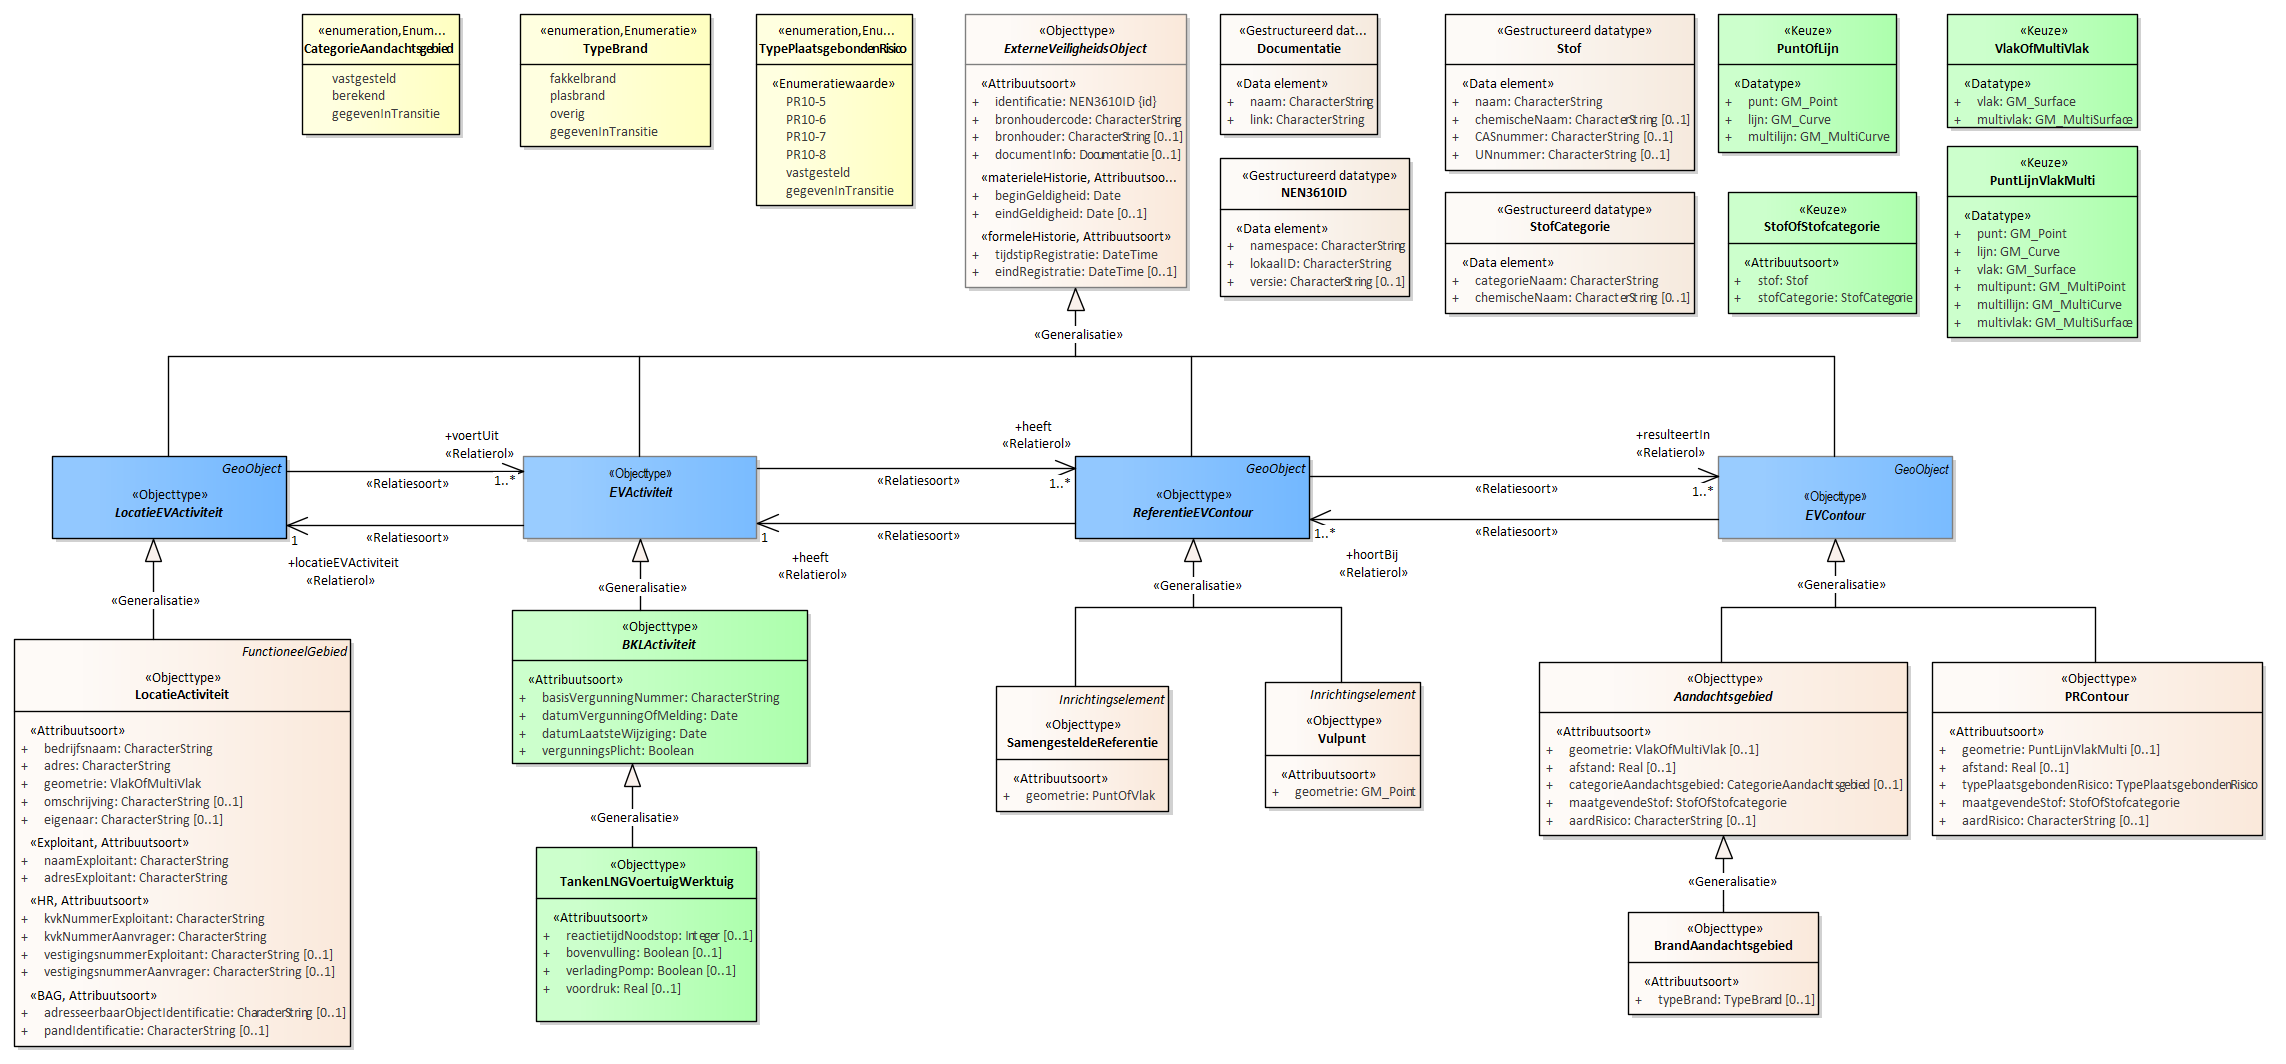 «enumeration,Enum...
CategorieAandachtsgebied
vastgesteld
berekend
gegevenInTransitie
«enumeration,Enumeratie»
TypeBrand
fakkelbrand
plasbrand
overig
gegevenInTransitie
«enumeration,Enu...
TypePlaatsgebondenRisico
«Enumeratiewaarde»
PR10-5
PR10-6
PR10-7
PR10-8
vastgesteld
gegevenInTransitie
«Objecttype»
ExterneVeiligheidsObject
«Attribuutsoort»
+ identificatie: NEN3610ID {id}
+ bronhoudercode: CharacterString
+ bronhouder: CharacterString [0..1]
+ documentInfo: Documentatie [0..1]
«materieleHistorie, Attribuutsoo...
+ beginGeldigheid: Date
+ eindGeldigheid: Date [0..1]
«formeleHistorie, Attribuutsoort»
+ tijdstipRegistratie: DateTime
+ eindRegistratie: DateTime [0..1]
«Gestructureerd dat...
Documentatie
«Data element»
+ naam: CharacterString
+ link: CharacterString
«Gestructureerd datatype»
NEN3610ID
«Data element»
+ namespace: CharacterString
+ lokaalID: CharacterString
+ versie: CharacterString [0..1]
«Gestructureerd datatype»
Stof
«Data element»
+ naam: CharacterString
+ chemischeNaam: CharacterString [0..1]
+ CASnummer: CharacterString [0..1]
+ UNnummer: CharacterString [0..1]
«Gestructureerd datatype»
StofCategorie
«Data element»
+ categorieNaam: CharacterString
+ chemischeNaam: CharacterString [0..1]
«Keuze»
PuntOfLijn
«Datatype»
+ punt: GM_Point
+ lijn: GM_Curve
+ multilijn: GM_MultiCurve
«Keuze»
StofOfStofcategorie
«Attribuutsoort»
+ stof: Stof
+ stofCategorie: StofCategorie
«Keuze»
VlakOfMultiVlak
«Datatype»
+ vlak: GM_Surface
+ multivlak: GM_MultiSurface
«Keuze»
PuntLijnVlakMulti
«Datatype»
+ punt: GM_Point
+ lijn: GM_Curve
+ vlak: GM_Surface
+ multipunt: GM_MultiPoint
+ multillijn: GM_MultiCurve
+ multivlak: GM_MultiSurface
«Generalisatie»
GeoObject
«Objecttype»
LocatieEVActiviteit
+voertUit
«Relatierol»
1..*
«Relatiesoort»
«Relatiesoort»
1
+locatieEVActiviteit
«Relatierol»
«Objecttype»
EVActiviteit
+heeft
«Relatierol»
1..*
«Relatiesoort»
«Relatiesoort»
1
+heeft
«Relatierol»
GeoObject
«Objecttype»
ReferentieEVContour
+resulteertIn
«Relatierol»
1..*
«Relatiesoort»
«Relatiesoort»
1..*
+hoortBij
«Relatierol»
GeoObject
«Objecttype»
EVContour
«Generalisatie»
«Generalisatie»
«Generalisatie»
«Generalisatie»
FunctioneelGebied
«Objecttype»
LocatieActiviteit
«Attribuutsoort»
+ bedrijfsnaam: CharacterString
+ adres: CharacterString
+ geometrie: VlakOfMultiVlak
+ omschrijving: CharacterString [0..1]
+ eigenaar: CharacterString [0..1]
«Exploitant, Attribuutsoort»
+ naamExploitant: CharacterString
+ adresExploitant: CharacterString
«HR, Attribuutsoort»
+ kvkNummerExploitant: CharacterString
+ kvkNummerAanvrager: CharacterString
+ vestigingsnummerExploitant: CharacterString [0..1]
+ vestigingsnummerAanvrager: CharacterString [0..1]
«BAG, Attribuutsoort»
+ adresseerbaarObjectIdentificatie: CharacterString [0..1]
+ pandIdentificatie: CharacterString [0..1]
«Objecttype»
BKLActiviteit
«Attribuutsoort»
+ basisVergunningNummer: CharacterString
+ datumVergunningOfMelding: Date
+ datumLaatsteWijziging: Date
+ vergunningsPlicht: Boolean
«Generalisatie»
«Objecttype»
TankenLNGVoertuigWerktuig
«Attribuutsoort»
+ reactietijdNoodstop: Integer [0..1]
+ bovenvulling: Boolean [0..1]
+ verladingPomp: Boolean [0..1]
+ voordruk: Real [0..1]
Inrichtingselement
«Objecttype»
SamengesteldeReferentie
«Attribuutsoort»
+ geometrie: PuntOfVlak
Inrichtingselement
«Objecttype»
Vulpunt
«Attribuutsoort»
+ geometrie: GM_Point
«Objecttype»
Aandachtsgebied
«Attribuutsoort»
+ geometrie: VlakOfMultiVlak [0..1]
+ afstand: Real [0..1]
+ categorieAandachtsgebied: CategorieAandachtsgebied [0..1]
+ maatgevendeStof: StofOfStofcategorie
+ aardRisico: CharacterString [0..1]
«Objecttype»
PRContour
«Attribuutsoort»
+ geometrie: PuntLijnVlakMulti [0..1]
+ afstand: Real [0..1]
+ typePlaatsgebondenRisico: TypePlaatsgebondenRisico
+ maatgevendeStof: StofOfStofcategorie
+ aardRisico: CharacterString [0..1]
«Generalisatie»
«Objecttype»
BrandAandachtsgebied
«Attribuutsoort»
+ typeBrand: TypeBrand [0..1]